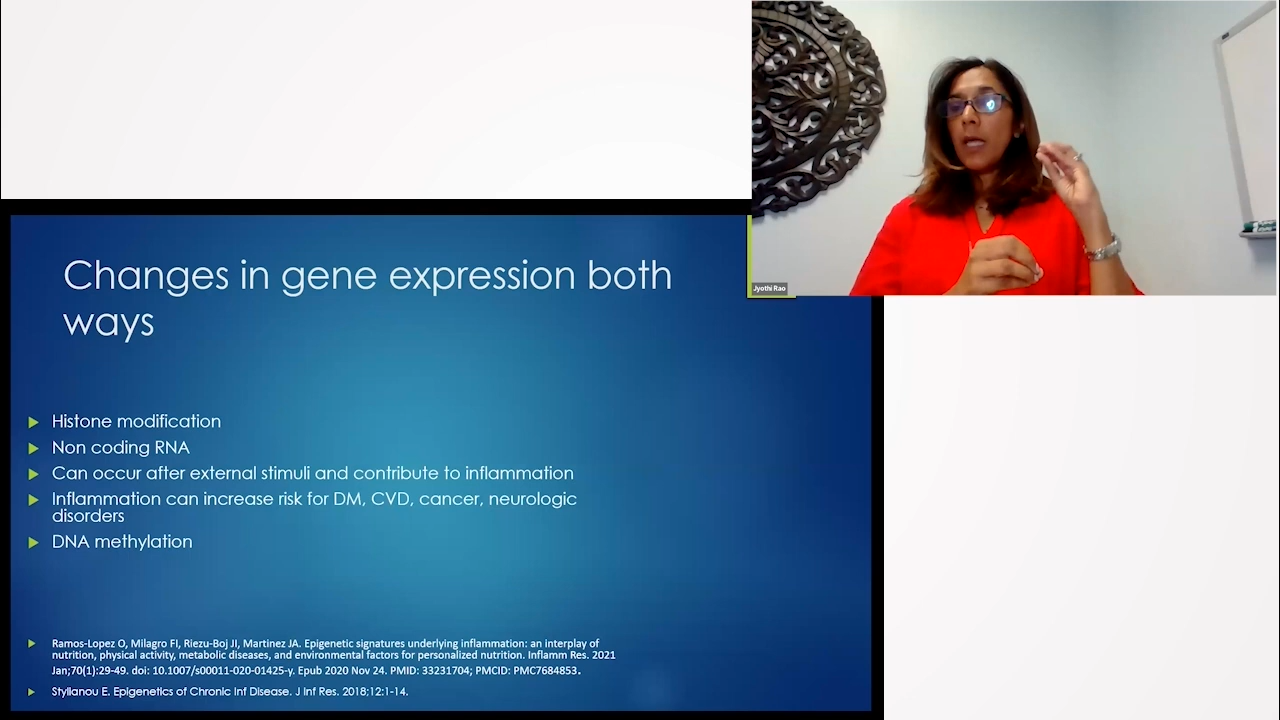 Jyothi Rao
Changes in gene expression both
ways
Histone modification
Non coding RNA
Can occur after external stimuli and contribute to inflammation
Inflammation can increase risk for DM, CVD, cancer, neurologic
disorders
DNA methylation
Ramos-Lopez O, Milagro FI, Riezu-Boj JI, Martinez JA. Epigenetic signatures underlying inflammation: an interplay of
nutrition, physical activity, metabolic diseases, and environmental factors for personalized nutrition. Inflamm Res. 2021
Jan;70(1):29-49. doi: 10.1007/s00011-020-01425-y. Epub 2020 Nov 24. PMID: 33231704; PMCID: PMC7684853.
Stylianou E. Epigenetics of Chronic Inf Disease. J Inf Res. 2018;12:1-14.